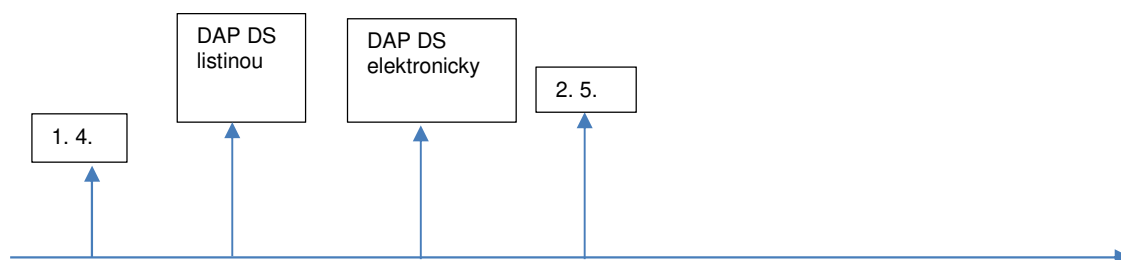 1. 4.
DAP DS
listinou
DAP DS
elektronicky
2. 5.